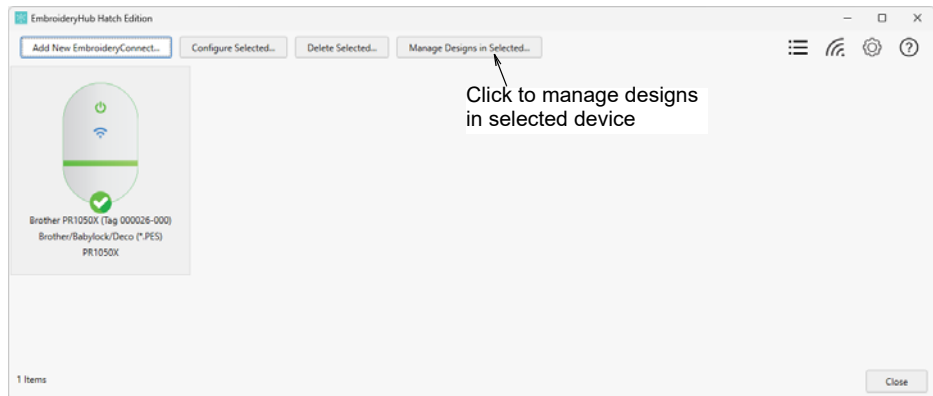 EmbroideryHub Hatch Edition
Add New EmbroideryConnect... Configure Selected... Delete Selected... Manage Designs in Selected...
Click to manage designs
in selected device
Brother PR1050X (Tag 000026-000)
Brother/Babylock/Deco (*.PES)
PR1050X
1 Items
Close